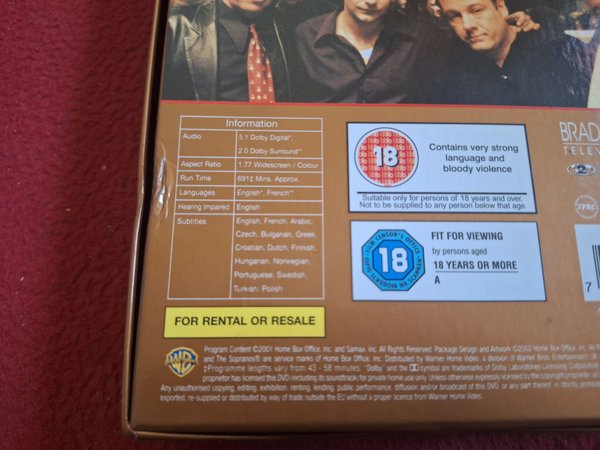 Information
Audio 5.1 Dolby Digital*,
2.0 Dolby Surround**
Aspect Ratio 1.77 Widescreen / Colour
Run Time 691‡ Mins. Approx.
Languages English*, French**
Hearing Impaired English
Subtitles English, French, Arabic,
Czech, Bulgarian, Greek,
Croatian, Dutch, Finnish,
Hungarian, Norwegian,
Portuguese, Swedish,
Turkish, Polish
18
Contains very strong
language and
bloody violence
Suitable only for persons of 18 years and over.
Not to be supplied to any person below that age.
FILM CENSOR'S OFFICE
18
FIT FOR VIEWING
by persons aged
18 YEARS OR MORE
A
BRAD
TELEV
2
VPRC
7
FOR RENTAL OR RESALE
WB
Program Content ©2001 Home Box Office, Inc. and Samax, Inc. All Rights Reserved. Package Design and Artwork ©2002 Home Box Office, Inc. All Rights
and The Sopranos® are service marks of Home Box Office, Inc. Distributed by Warner Home Video, a division of Warner Bros. Entertainment
‡Programme lengths vary from 43 - 58 minutes. "Dolby" and the DD symbol are trademarks of Dolby Laboratories Licensing Corporation
proprietor has licensed this DVD (including its soundtrack) for private home use only. Unless otherwise expressly licensed by the copyright proprietor
Any unauthorised copying, editing, exhibition, renting, lending, public performance, diffusion and/or broadcast of this DVD, or any part thereof, is strictly
exported, re-supplied or distributed by way of trade outside the EU without a proper licence from Warner Home Video.